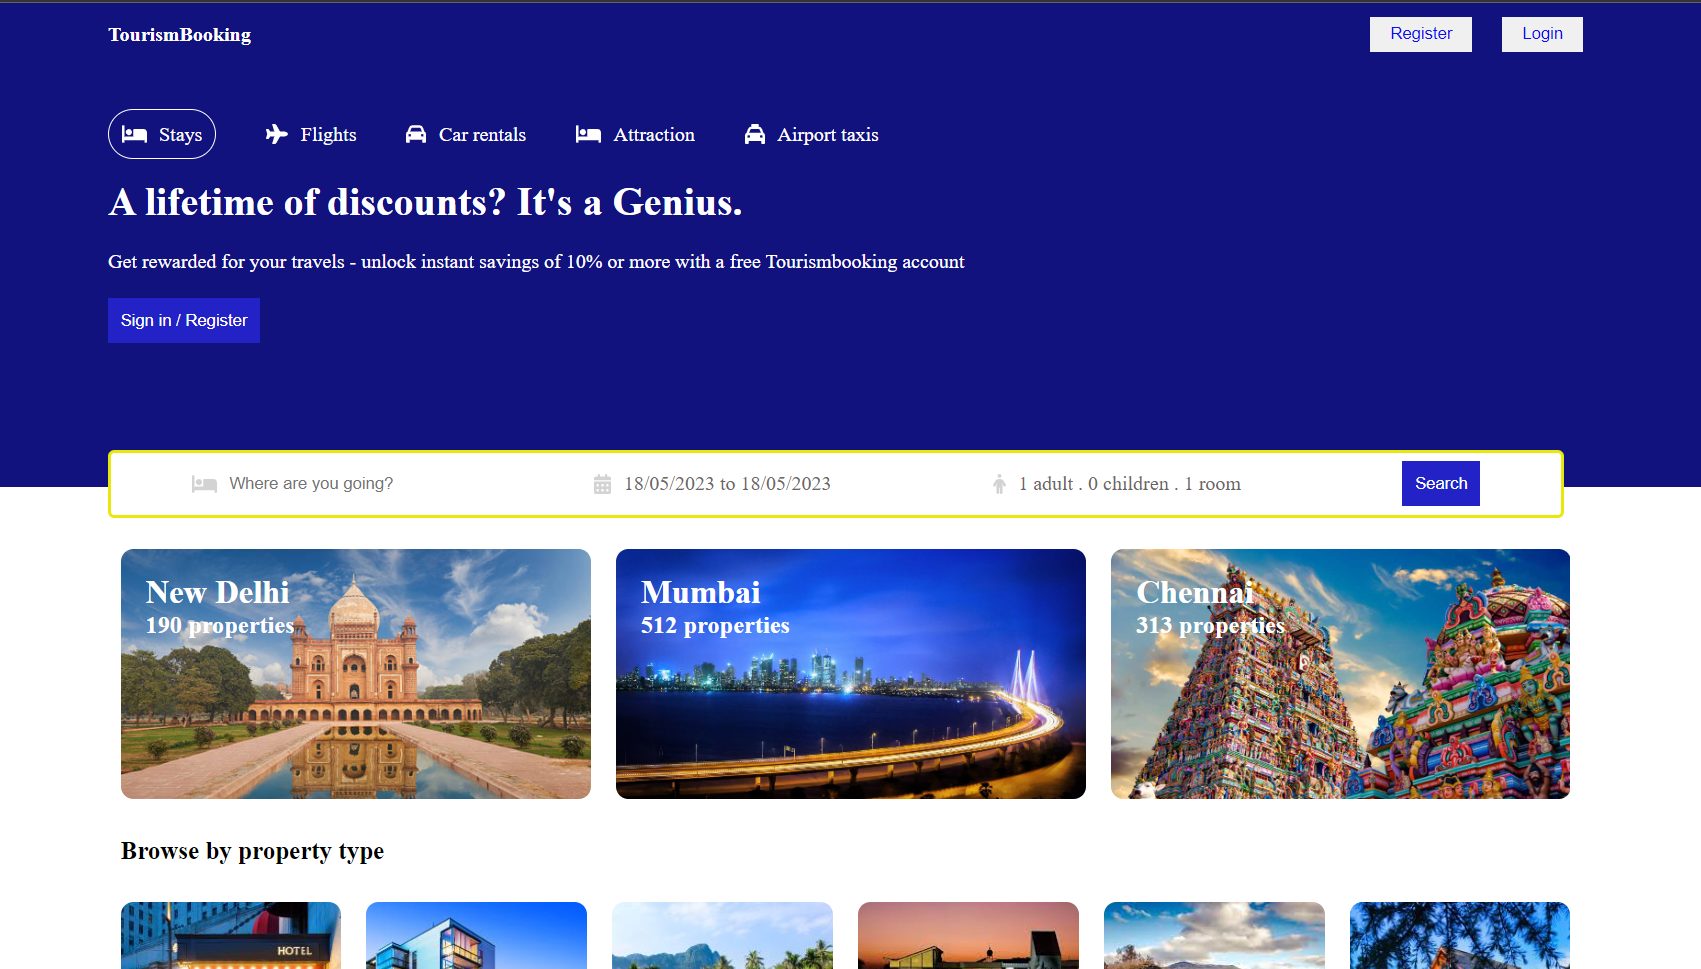 TourismBooking
Register
Login
Stays
Flights
Car rentals
Attraction
Airport taxis
A lifetime of discounts? It's a Genius.
Get rewarded for your travels - unlock instant savings of 10% or more with a free Tourismbooking account
Sign in / Register
Where are you going?
18/05/2023 to 18/05/2023
1 adult . 0 children . 1 room
Search
New Delhi
190 properties
Mumbai
512 properties
Chennai
313 properties
Browse by property type
HOTEL